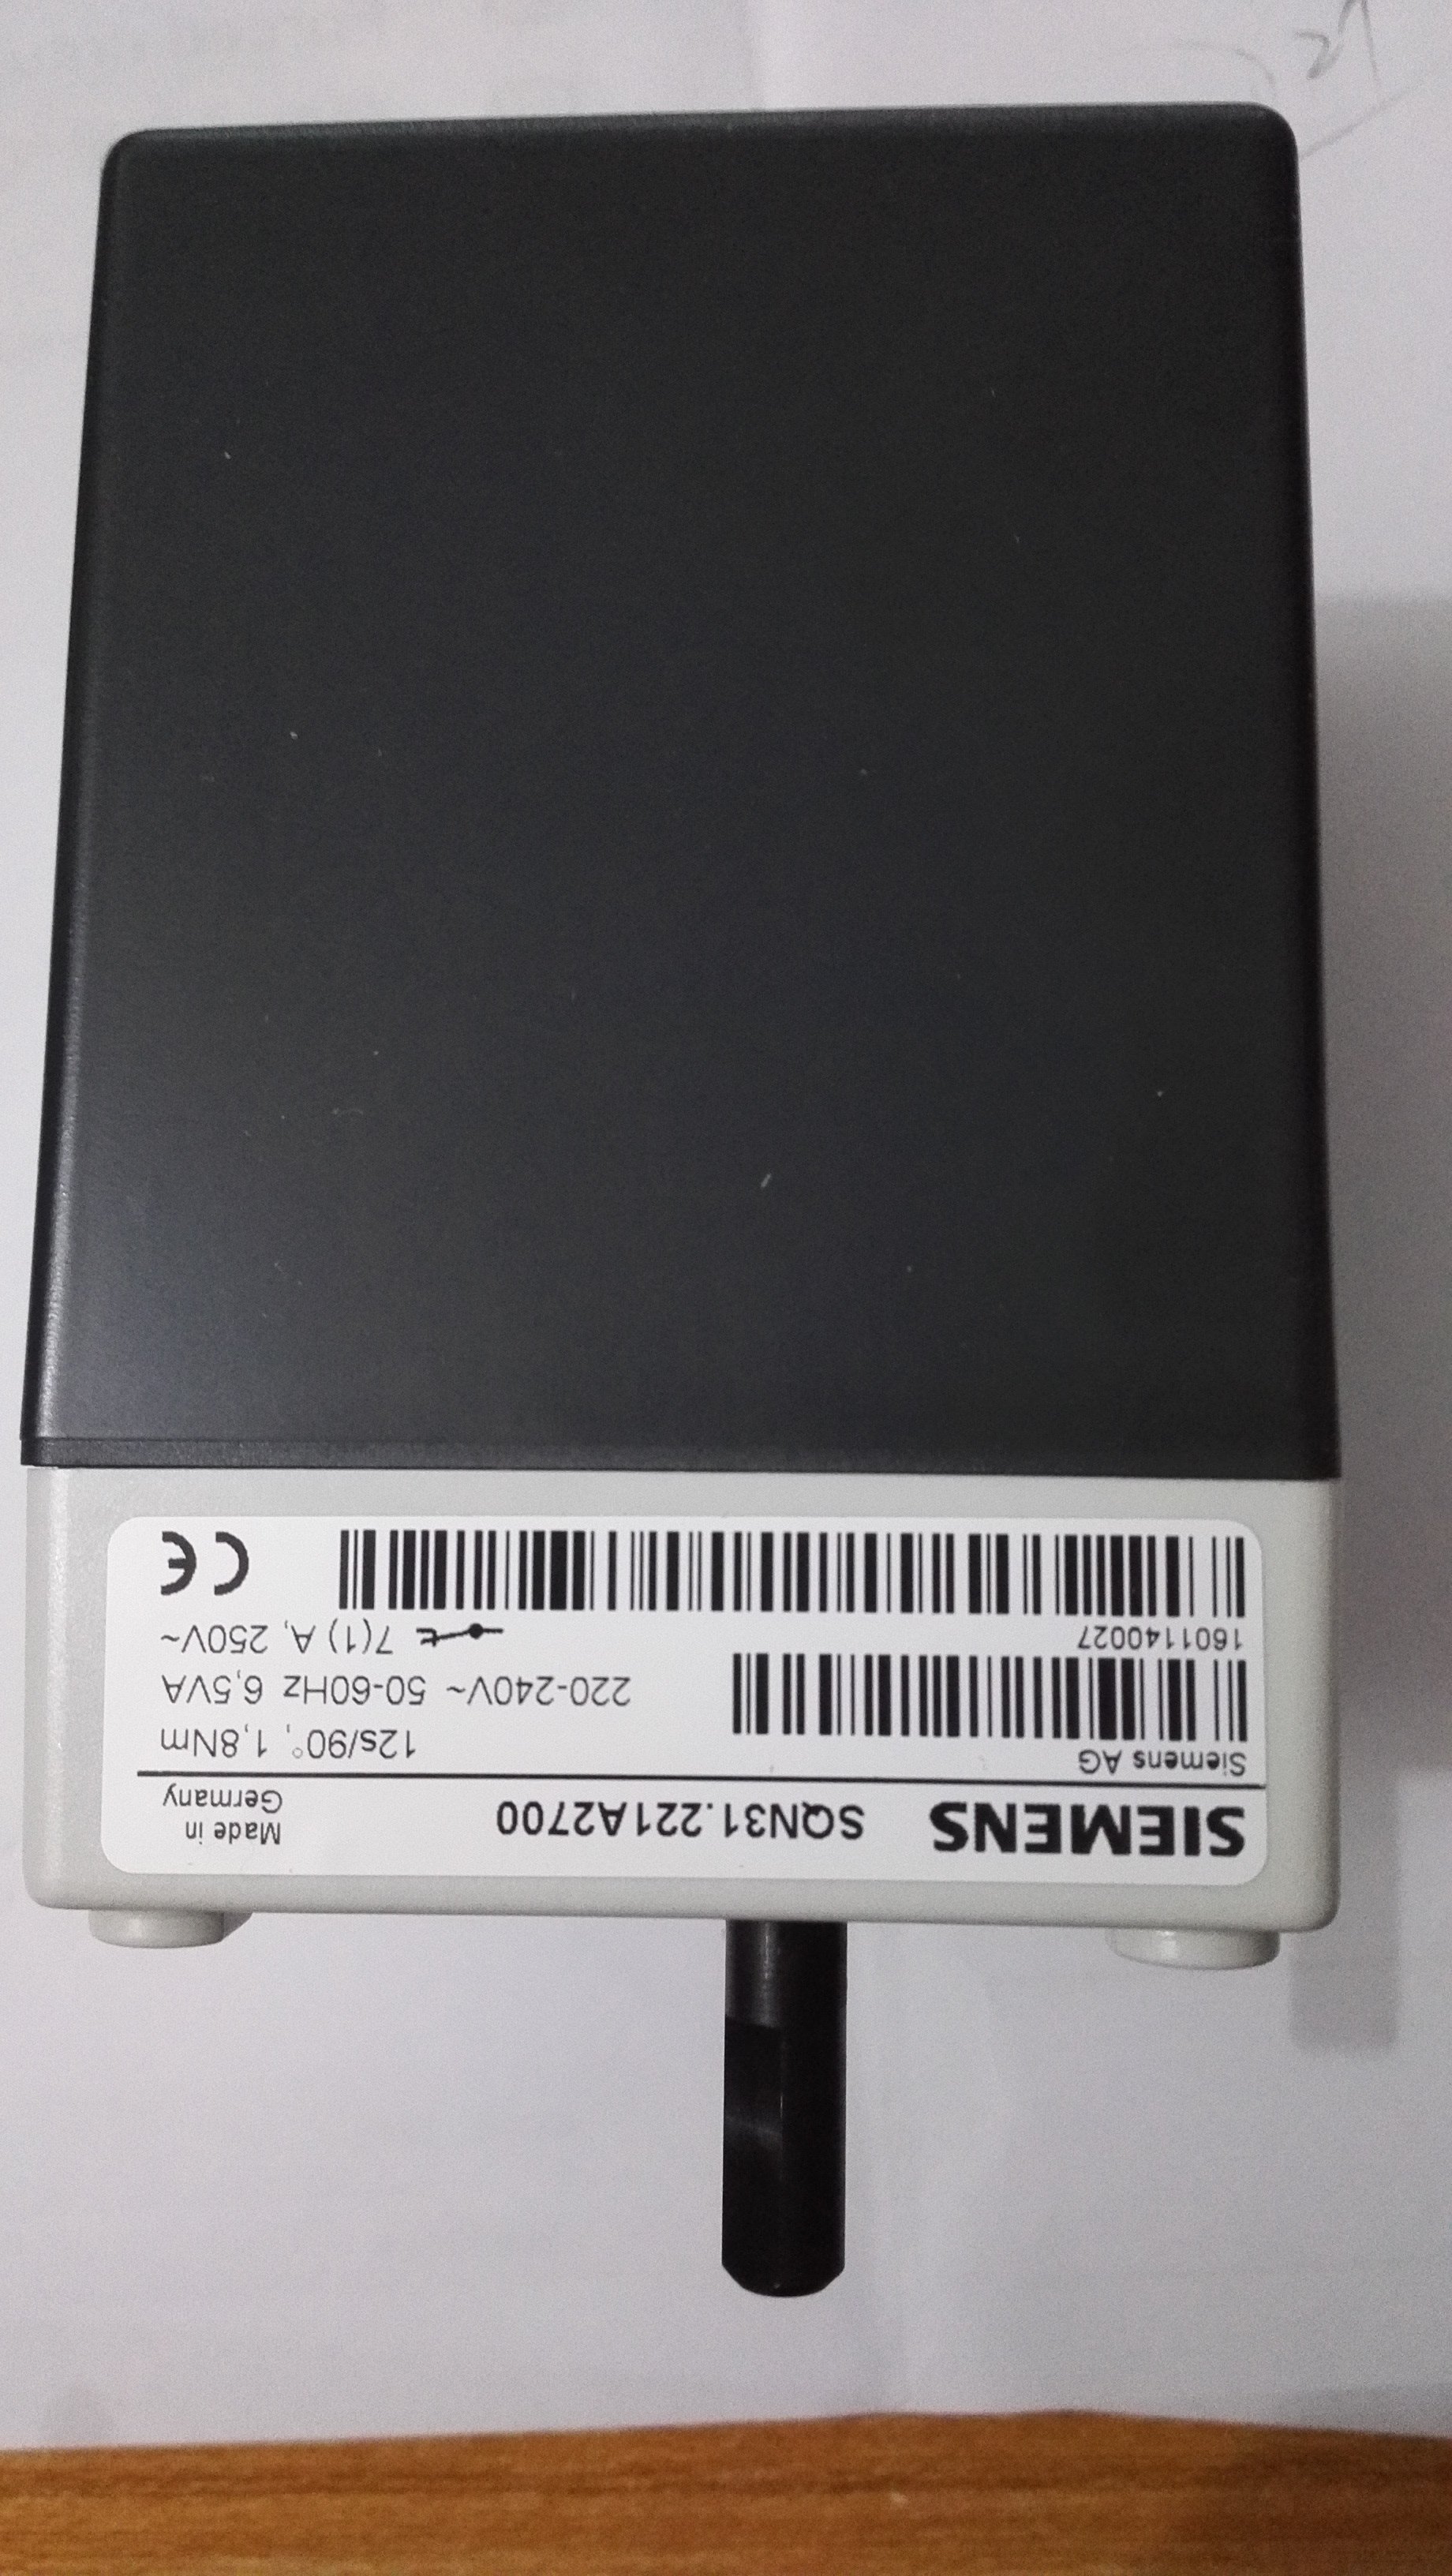 SIEMENS SQN31.221A2700 Made in
Germany
Siemens AG
12s/90°, 1,8Nm
220-240V~ 50-60Hz 6,5VA
1601140027
7(1) A, 250V~
CE